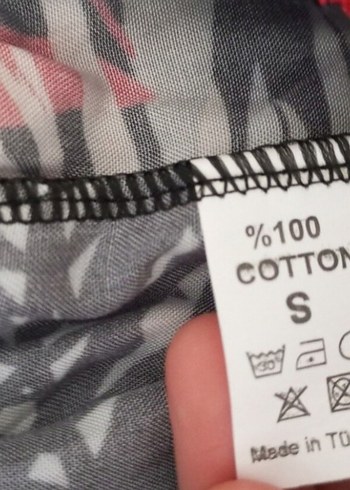 %100
COTTON
S
30
Made in TÜ